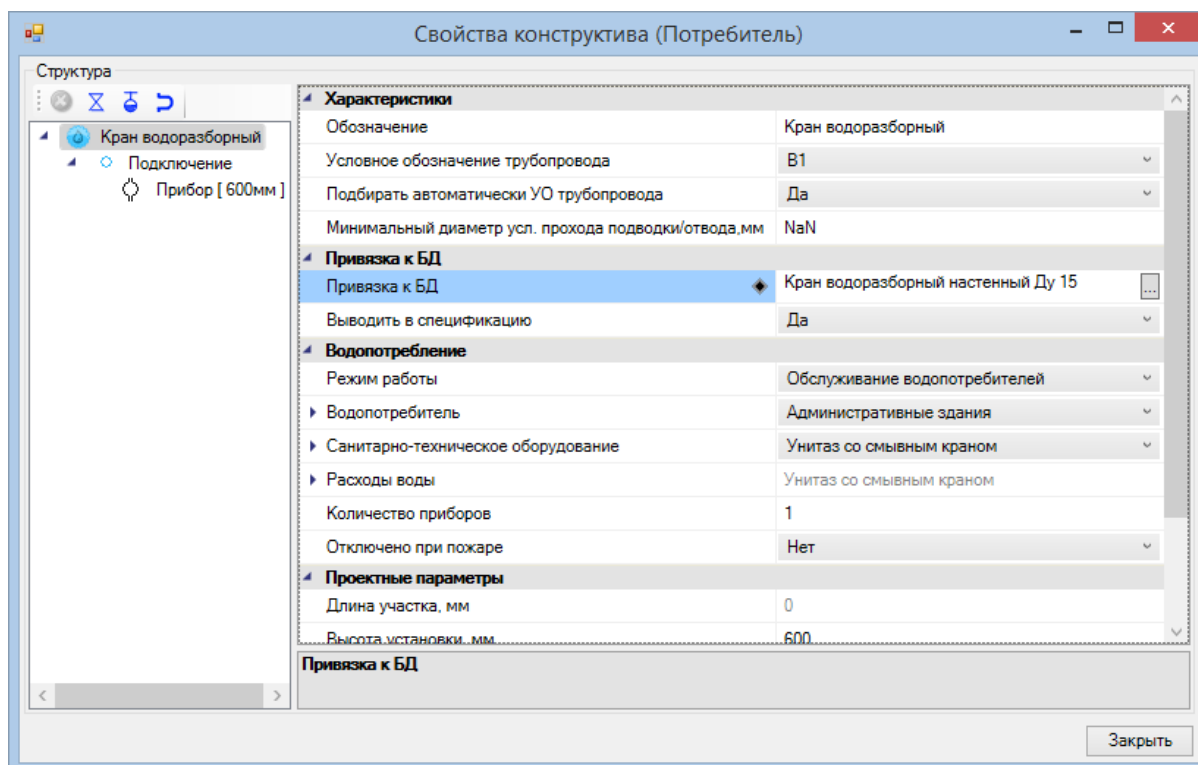 Свойства конструктива (Потребитель)
Структура
Кран водоразборный
Подключение
Прибор [ 600мм ]
Характеристики
Обозначение Кран водоразборный
Условное обозначение трубопровода В1
Подбирать автоматически УО трубопровода Да
Минимальный диаметр усл. прохода подводки/отвода,мм NaN
Привязка к БД
Привязка к БД Кран водоразборный настенный Ду 15 ...
Выводить в спецификацию Да
Водопотребление
Режим работы Обслуживание водопотребителей
Водопотребитель Административные здания
Санитарно-техническое оборудование Унитаз со смывным краном
Расходы воды Унитаз со смывным краном
Количество приборов 1
Отключено при пожаре Нет
Проектные параметры
Длина участка, мм 0
Высота установки, мм 600
Привязка к БД
Закрыть